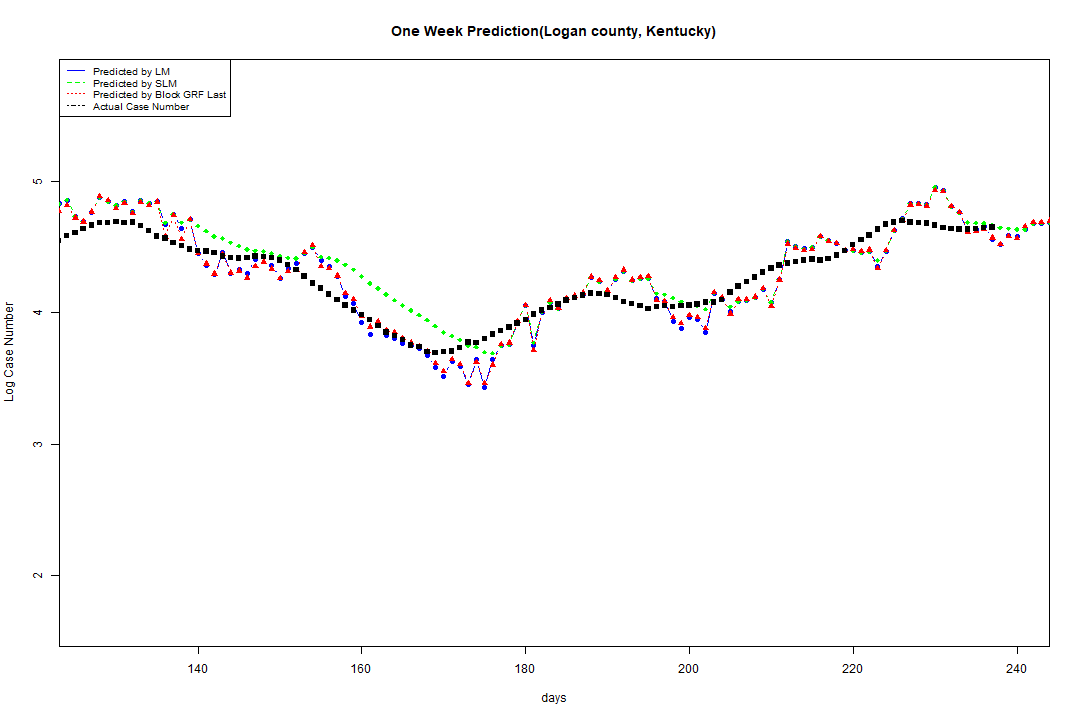 One Week Prediction(Logan county, Kentucky)
Predicted by LM
Predicted by SLM
Predicted by Block GRF Last
Actual Case Number
5
4
3
2
Log Case Number
140 160 180 200 220 240
days